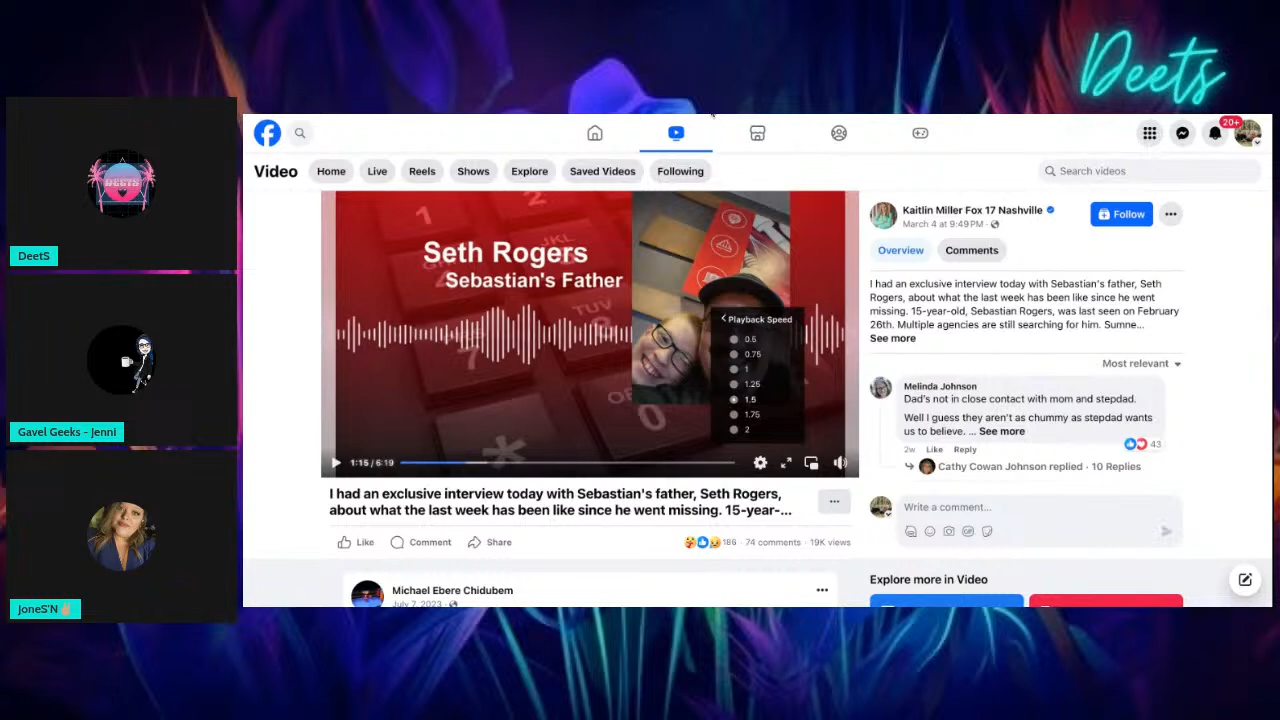 Deets
DEETS
DeetS
Gavel Geeks - Jenni
JoneS'N
20+
Video
Home
Live
Reels
Shows
Explore
Saved Videos
Following
Search videos
Seth Rogers
Sebastian's Father
1
2
JKL
TUV
7
0
*
Playback Speed
0.5
0.75
1
1.25
1.5
1.75
2
1:15 / 6:19
I had an exclusive interview today with Sebastian's father, Seth Rogers,
about what the last week has been like since he went missing. 15-year-...
Like
Comment
Share
186 · 74 comments · 19K views
Michael Ebere Chidubem
July 7, 2023 ·
Kaitlin Miller Fox 17 Nashville
March 4 at 9:49 PM ·
Follow
Overview
Comments
I had an exclusive interview today with Sebastian's father, Seth
Rogers, about what the last week has been like since he went
missing. 15-year-old, Sebastian Rogers, was last seen on February
26th. Multiple agencies are still searching for him. Sumne...
See more
Most relevant
Melinda Johnson
Dad's not in close contact with mom and stepdad.
Well I guess they aren't as chummy as stepdad wants
us to believe. ... See more
43
2w Like Reply
Cathy Cowan Johnson replied · 10 Replies
Write a comment...
GIF
Explore more in Video